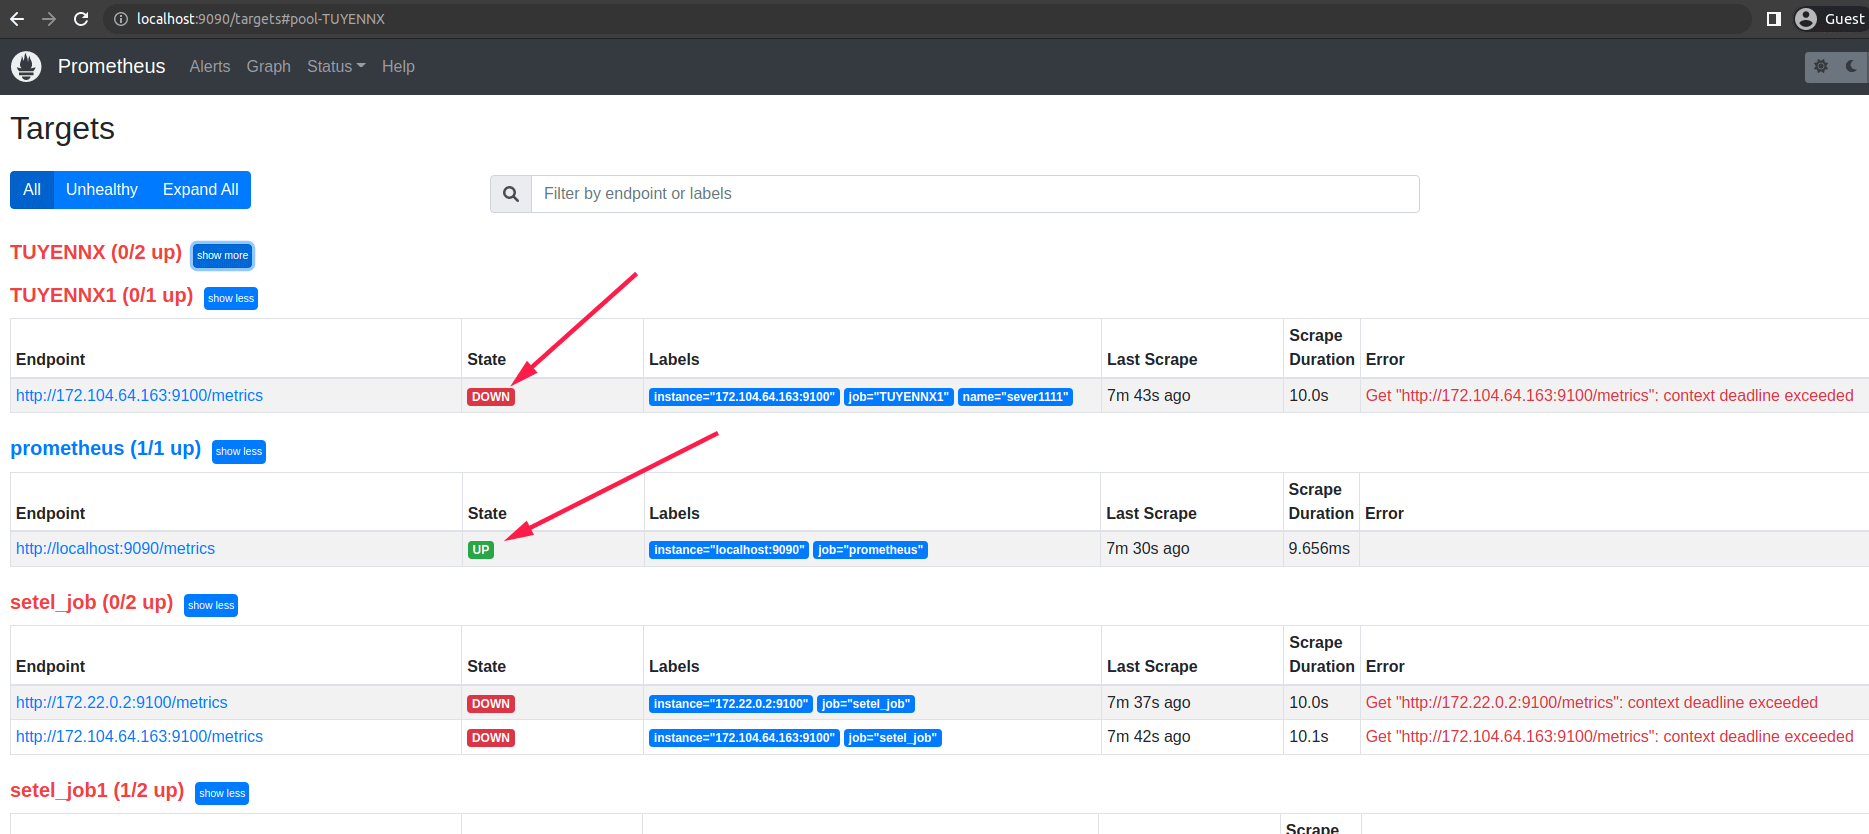 localhost:9090/targets#pool-TUYENNX
Guest
Prometheus Alerts Graph Status Help
Targets
All Unhealthy Expand All
Filter by endpoint or labels
TUYENNX (0/2 up) show more
TUYENNX1 (0/1 up) show less
Endpoint State Labels Last Scrape Scrape Duration Error
http://172.104.64.163:9100/metrics DOWN instance="172.104.64.163:9100" job="TUYENNX1" name="sever1111" 7m 43s ago 10.0s Get "http://172.104.64.163:9100/metrics": context deadline exceeded
prometheus (1/1 up) show less
Endpoint State Labels Last Scrape Scrape Duration Error
http://localhost:9090/metrics UP instance="localhost:9090" job="prometheus" 7m 30s ago 9.656ms
setel_job (0/2 up) show less
Endpoint State Labels Last Scrape Scrape Duration Error
http://172.22.0.2:9100/metrics DOWN instance="172.22.0.2:9100" job="setel_job" 7m 37s ago 10.0s Get "http://172.22.0.2:9100/metrics": context deadline exceeded
http://172.104.64.163:9100/metrics DOWN instance="172.104.64.163:9100" job="setel_job" 7m 42s ago 10.1s Get "http://172.104.64.163:9100/metrics": context deadline exceeded
setel_job1 (1/2 up) show less
Scrape